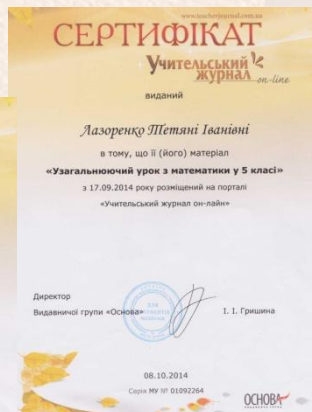 www.teacherjournal.com.ua
СЕРТИФІКАТ
Учительський
журнал on-line
виданий
Лазоренко Тетяні Іванівні
в тому, що її (його) матеріал
«Узагальнюючий урок з математики у 5 класі»
з 17.09.2014 року розміщений на порталі
«Учительський журнал он-лайн»
Директор
Видавничої групи «Основа»
І. І. Гришина
08.10.2014
Серія МУ № 01092264
ОСНОВА